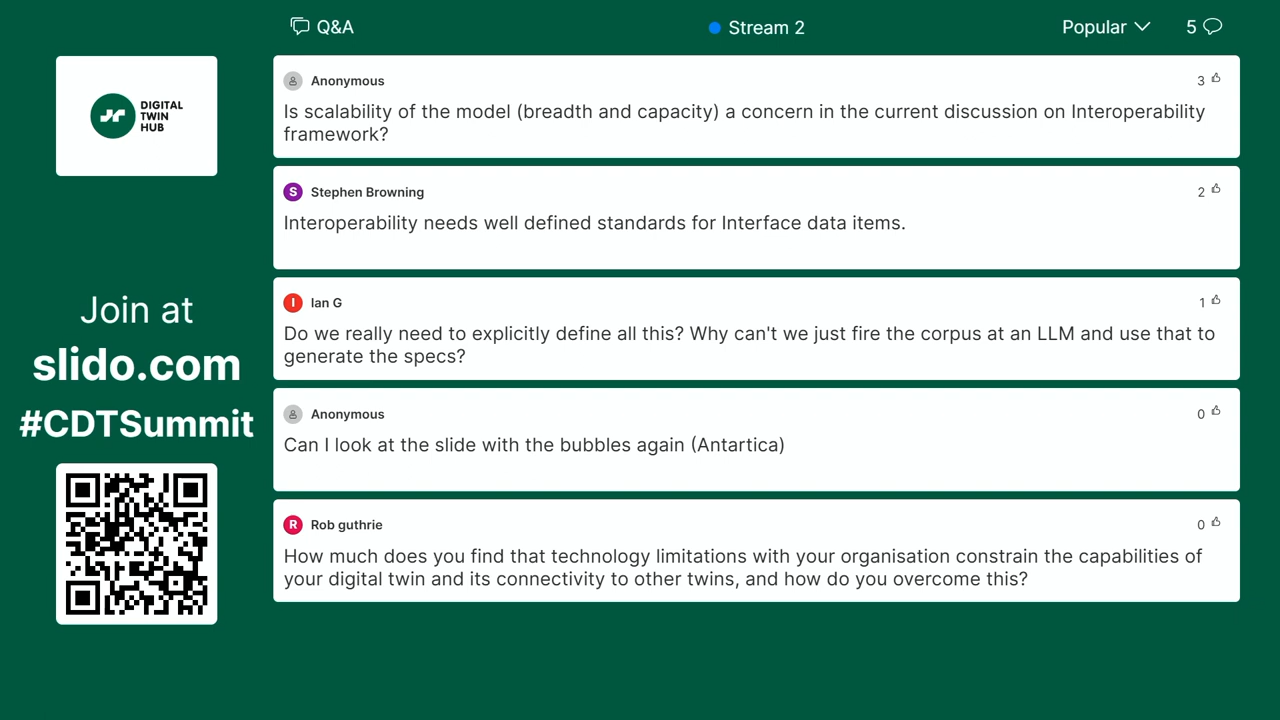 Q&A
Stream 2
Popular
5
DIGITAL
TWIN
HUB
Join at
slido.com
#CDTSummit
Anonymous
3
Is scalability of the model (breadth and capacity) a concern in the current discussion on Interoperability
framework?
S
Stephen Browning
2
Interoperability needs well defined standards for Interface data items.
I
Ian G
1
Do we really need to explicitly define all this? Why can't we just fire the corpus at an LLM and use that to
generate the specs?
Anonymous
0
Can I look at the slide with the bubbles again (Antartica)
R
Rob guthrie
0
How much does you find that technology limitations with your organisation constrain the capabilities of
your digital twin and its connectivity to other twins, and how do you overcome this?